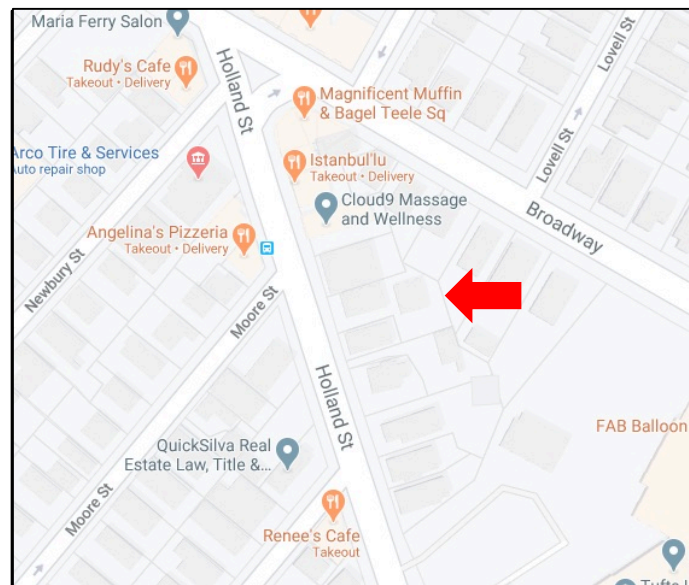 Maria Ferry Salon
Rudy's Cafe
Takeout • Delivery
Holland St
Magnificent Muffin
& Bagel Teele Sq
Lovell St
Lovell St
Arco Tire & Services
Auto repair shop
Istanbul'lu
Takeout • Delivery
Cloud9 Massage
and Wellness
Broadway
Angelina's Pizzeria
Takeout • Delivery
Newbury St
Moore St
Holland St
FAB Balloon
QuickSilva Real
Estate Law, Title &...
Moore St
Renee's Cafe
Takeout
Tufts